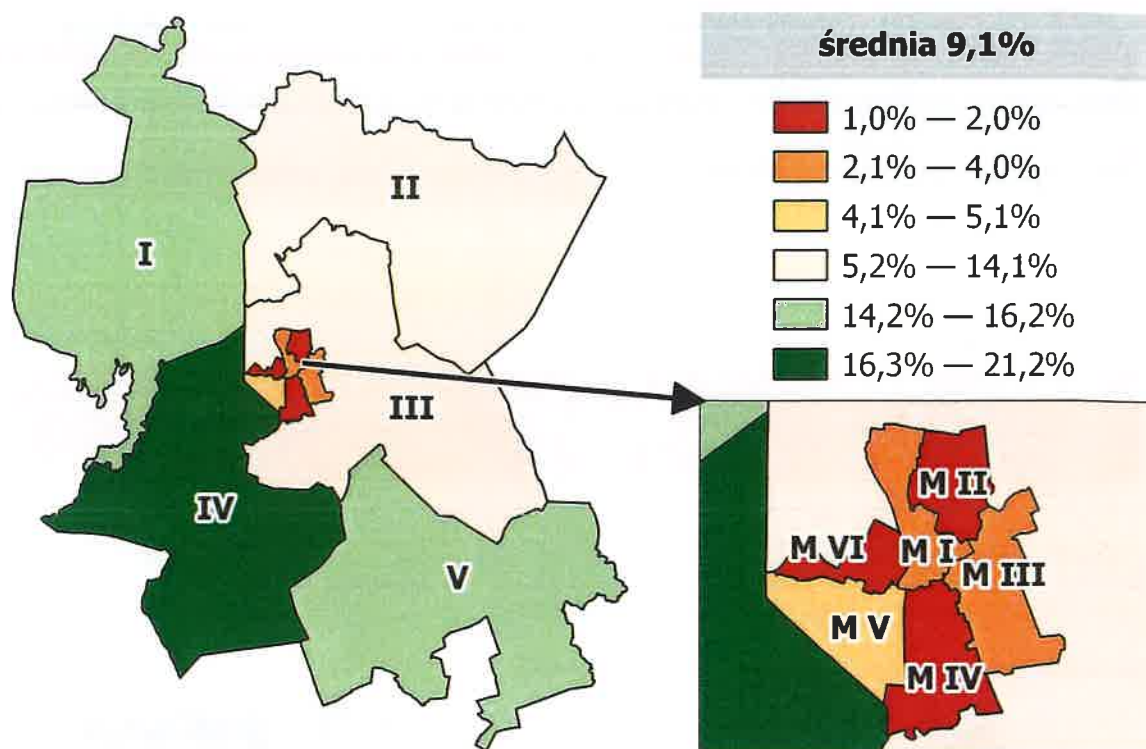 średnia 9,1%
1,0% — 2,0%
2,1% — 4,0%
4,1% — 5,1%
5,2% — 14,1%
14,2% — 16,2%
16,3% — 21,2%
I
II
III
IV
V
M II
M VI
M I
M III
M V
M IV